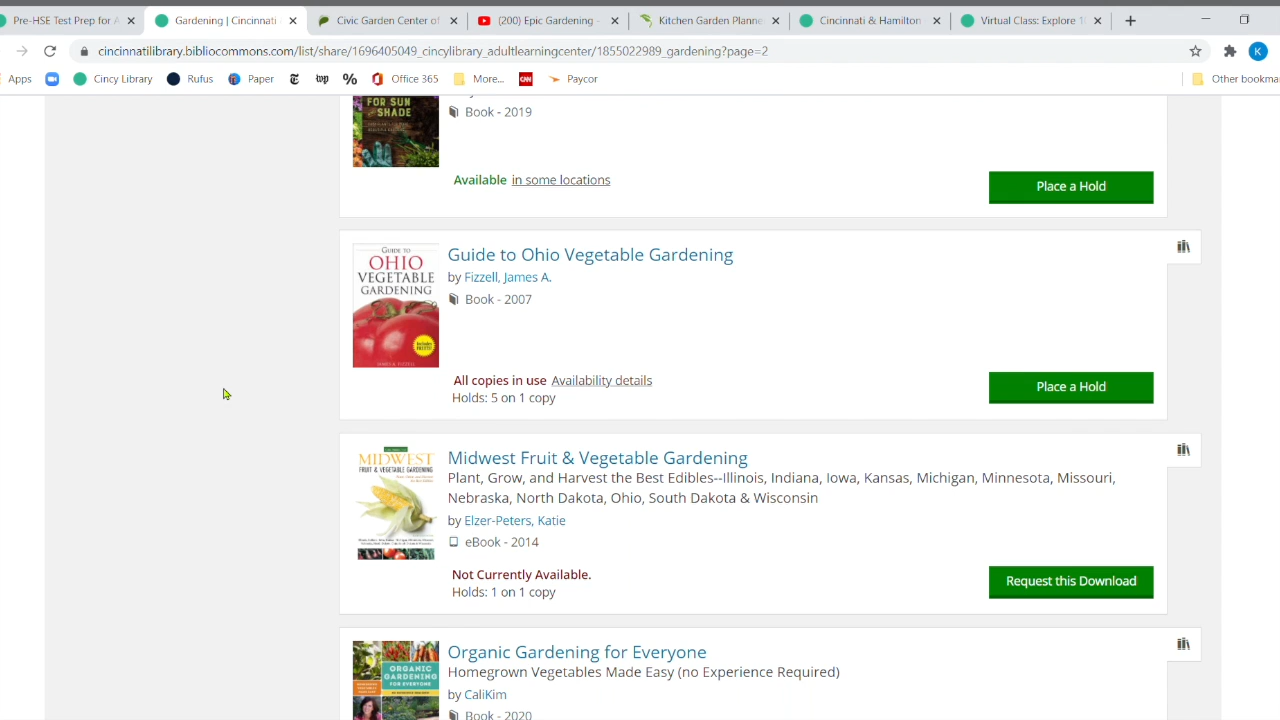 Pre-HSE Test Prep for A
Gardening | Cincinnati
Civic Garden Center of
(200) Epic Gardening -
Kitchen Garden Planne
Cincinnati & Hamilton
Virtual Class: Explore
cincinnatilibrary.bibliocommons.com/list/share/1696405049_cincylibrary_adultlearningcenter/1855022989_gardening?page=2
K
Apps
Cincy Library
Rufus
Paper
Office 365
More...
CNN
Paycor
Other bookma
FOR SUN
SHADE
Book - 2019
Available in some locations
Place a Hold
GUIDE TO
OHIO
VEGETABLE
GARDENING
JAMES A. FIZZELL
Guide to Ohio Vegetable Gardening
by Fizzell, James A.
Book - 2007
All copies in use Availability details
Holds: 5 on 1 copy
Place a Hold
MIDWEST
FRUIT & VEGETABLE GARDENING
Midwest Fruit & Vegetable Gardening
Plant, Grow, and Harvest the Best Edibles--Illinois, Indiana, Iowa, Kansas, Michigan, Minnesota, Missouri,
Nebraska, North Dakota, Ohio, South Dakota & Wisconsin
by Elzer-Peters, Katie
eBook - 2014
Not Currently Available.
Holds: 1 on 1 copy
Request this Download
ORGANIC
GARDENING
FOR EVERYONE
Organic Gardening for Everyone
Homegrown Vegetables Made Easy (no Experience Required)
by CaliKim
Book - 2020